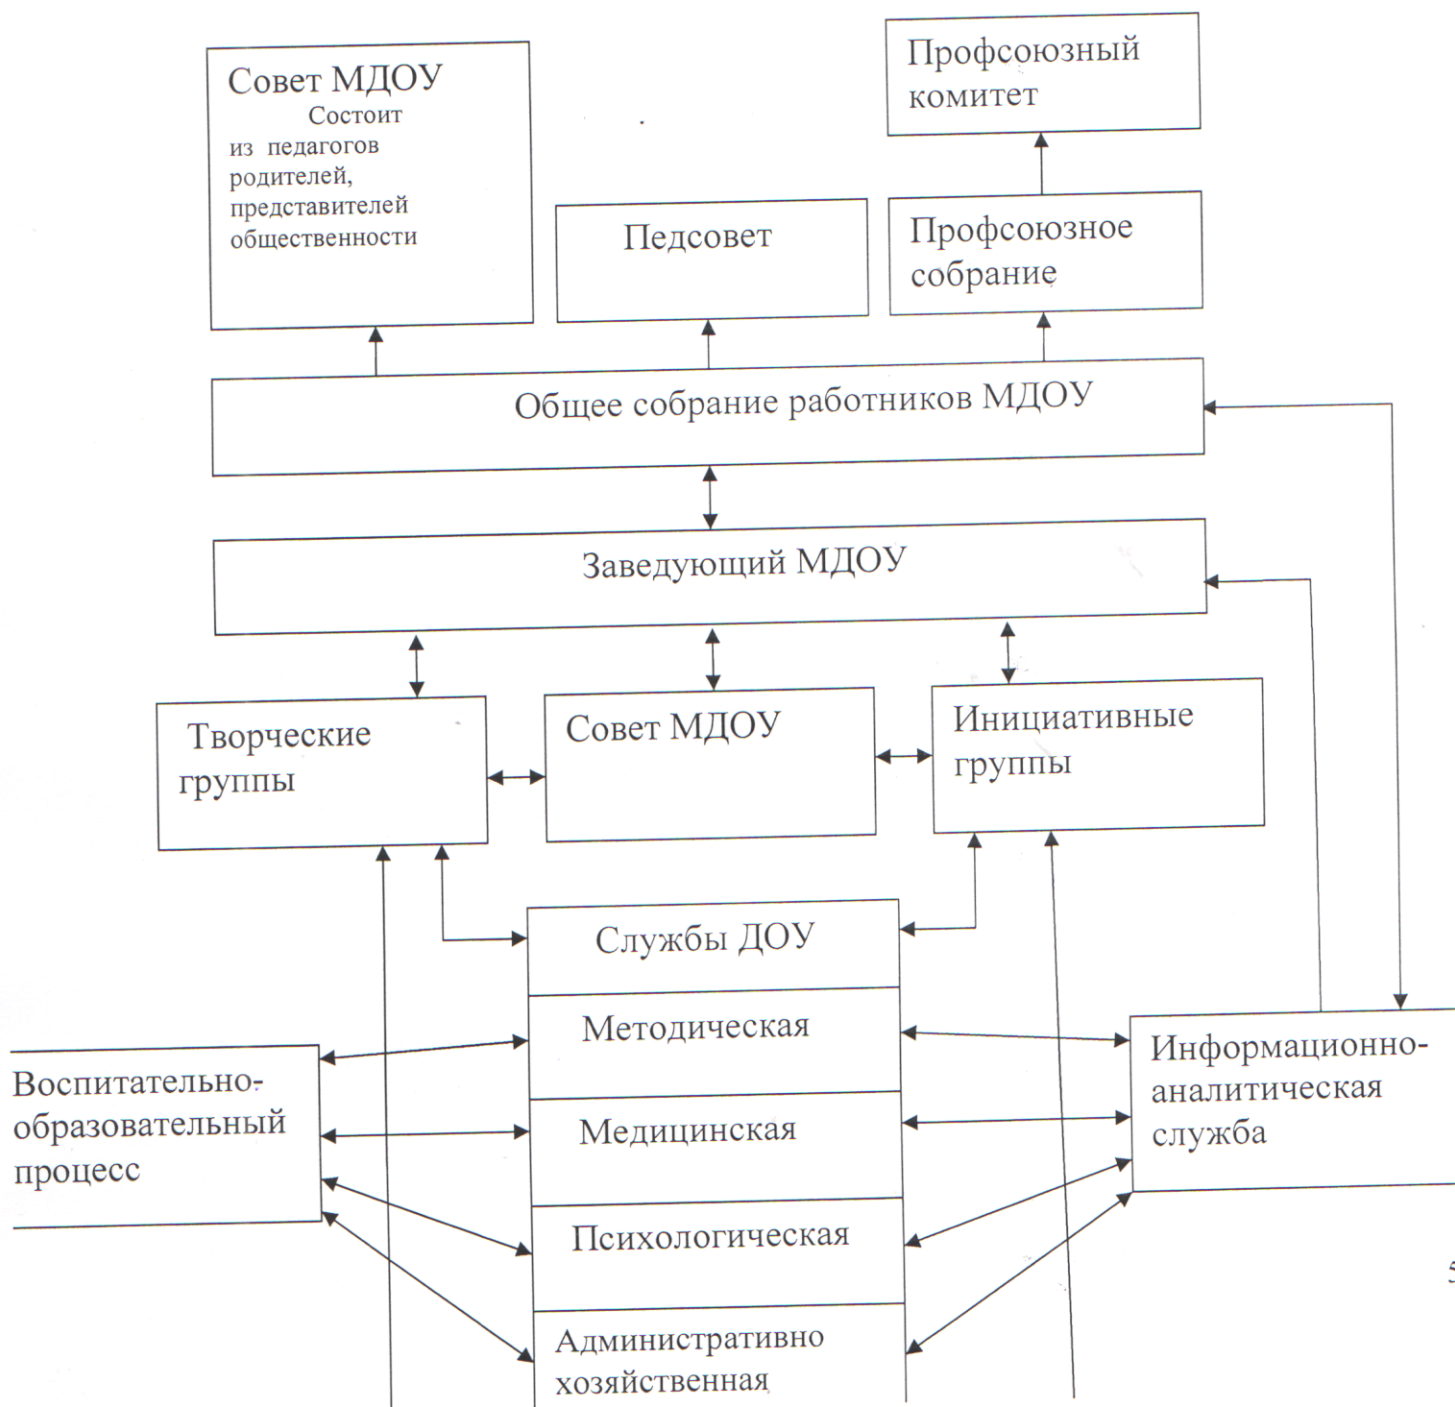 Совет МДОУ
Состоит
из педагогов
родителей,
представителей
общественности
Профсоюзный
комитет
Педсовет
Профсоюзное
собрание
Общее собрание работников МДОУ
Заведующий МДОУ
Творческие
группы
Совет МДОУ
Инициативные
группы
Службы ДОУ
Методическая
Медицинская
Психологическая
Административно
хозяйственная
Воспитательно-
образовательный
процесс
Информационно-
аналитическая
служба
5